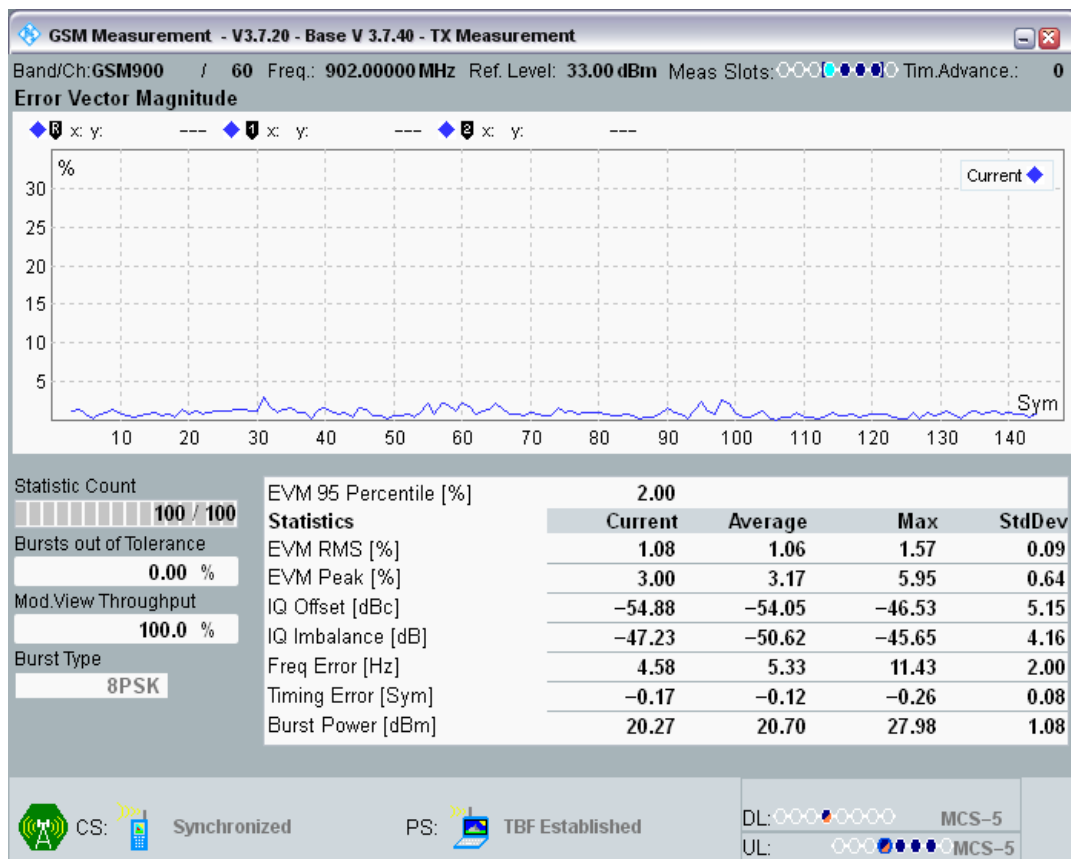 GSM Measurement - V3.7.20 - Base V 3.7.40 - TX Measurement
Band/Ch:GSM900 / 60 Freq.: 902.00000 MHz Ref. Level: 33.00 dBm Meas Slots: Tim.Advance.: 0
Error Vector Magnitude
R x: y: --- 1 x: y: --- 2 x: y: ---
%
Current
30
25
20
15
10
5
Sym
10 20 30 40 50 60 70 80 90 100 110 120 130 140
Statistic Count
100 / 100
Bursts out of Tolerance
0.00 %
Mod.View Throughput
100.0 %
Burst Type
8PSK
EVM 95 Percentile [%] 2.00
Statistics Current Average Max StdDev
EVM RMS [%] 1.08 1.06 1.57 0.09
EVM Peak [%] 3.00 3.17 5.95 0.64
IQ Offset [dBc] −54.88 −54.05 −46.53 5.15
IQ Imbalance [dB] −47.23 −50.62 −45.65 4.16
Freq Error [Hz] 4.58 5.33 11.43 2.00
Timing Error [Sym] −0.17 −0.12 −0.26 0.08
Burst Power [dBm] 20.27 20.70 27.98 1.08
CS: Synchronized PS: TBF Established
DL: MCS−5
UL: MCS−5